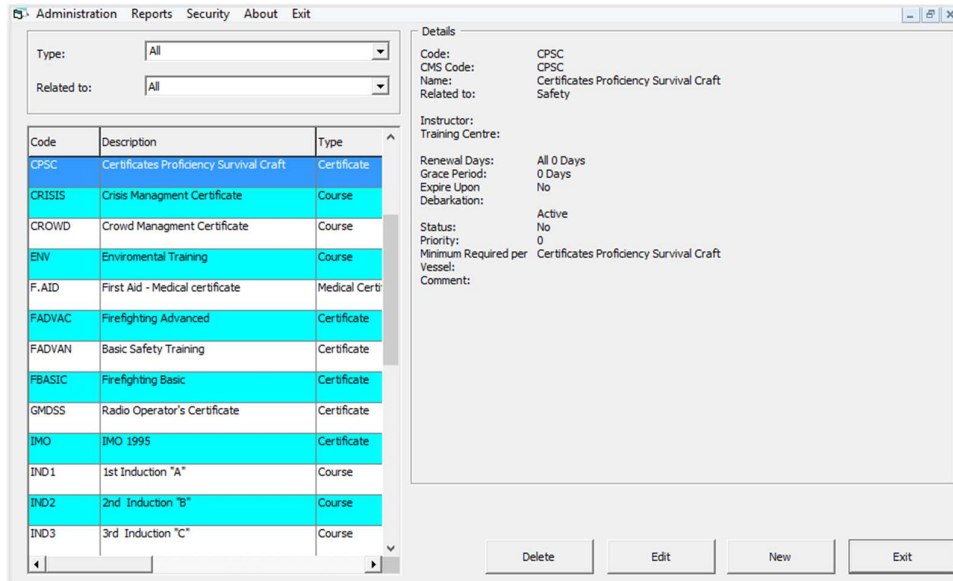 Administration Reports Security About Exit
Type: All
Related to: All
Code Description Type
CPSC Certificates Proficiency Survival Craft Certificate
CRISIS Crisis Managment Certificate Course
CROWD Crowd Managment Certificate Course
ENV Enviromental Training Course
F.AID First Aid - Medical certificate Medical Certi
FADVAC Firefighting Advanced Certificate
FADVAN Basic Safety Training Certificate
FBASIC Firefighting Basic Certificate
GMDSS Radio Operator's Certificate Certificate
IMO IMO 1995 Certificate
IND1 1st Induction "A" Course
IND2 2nd Induction "B" Course
IND3 3rd Induction "C" Course
Details
Code: CPSC
CMS Code: CPSC
Name: Certificates Proficiency Survival Craft
Related to: Safety
Instructor:
Training Centre:
Renewal Days: All 0 Days
Grace Period: 0 Days
Expire Upon No
Debarkation:
Active
Status: No
Priority: 0
Minimum Required per Certificates Proficiency Survival Craft
Vessel:
Comment:
Delete Edit New Exit